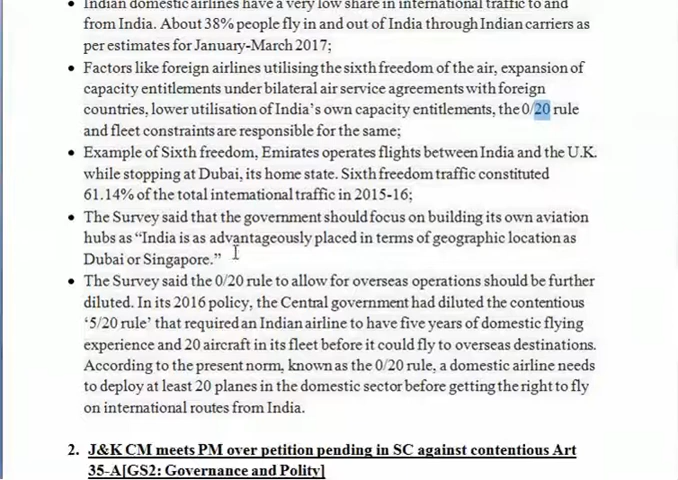 Indian domestic airlines have a very low share in international traffic to and
from India. About 38% people fly in and out of India through Indian carriers as
per estimates for January-March 2017;
• Factors like foreign airlines utilising the sixth freedom of the air, expansion of
capacity entitlements under bilateral air service agreements with foreign
countries, lower utilisation of India's own capacity entitlements, the 0/20 rule
and fleet constraints are responsible for the same;
• Example of Sixth freedom, Emirates operates flights between India and the U.K.
while stopping at Dubai, its home state. Sixth freedom traffic constituted
61.14% of the total international traffic in 2015-16;
• The Survey said that the government should focus on building its own aviation
hubs as “India is as advantageously placed in terms of geographic location as
Dubai or Singapore.”
• The Survey said the 0/20 rule to allow for overseas operations should be further
diluted. In its 2016 policy, the Central government had diluted the contentious
‘5/20 rule’ that required an Indian airline to have five years of domestic flying
experience and 20 aircraft in its fleet before it could fly to overseas destinations.
According to the present norm, known as the 0/20 rule, a domestic airline needs
to deploy at least 20 planes in the domestic sector before getting the right to fly
on international routes from India.
2. J&K CM meets PM over petition pending in SC against contentious Art
35-A[GS2: Governance and Polity]